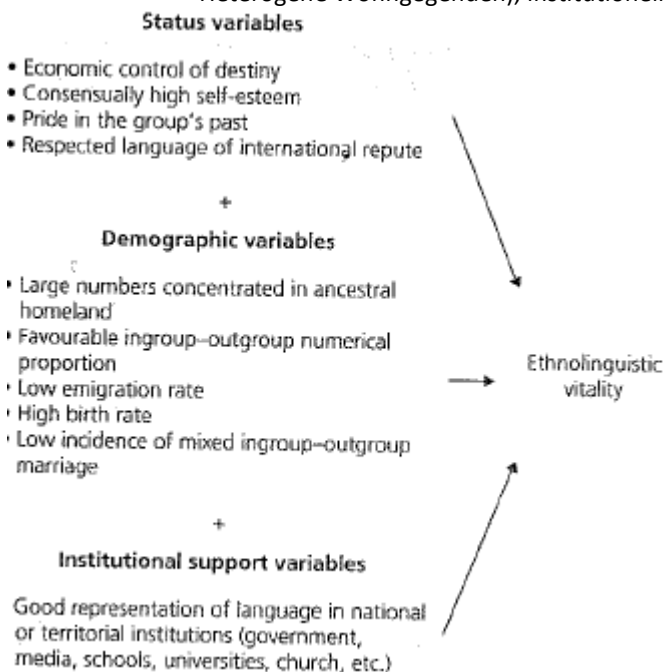 Heterogene Wohngegenden), Institutionell
Status variables
• Economic control of destiny
• Consensually high self-esteem
• Pride in the group's past
• Respected language of international repute
+
Demographic variables
• Large numbers concentrated in ancestral
homeland
• Favourable ingroup–outgroup numerical
proportion
• Low emigration rate
• High birth rate
• Low incidence of mixed ingroup–outgroup
marriage
Ethnolinguistic
vitality
+
Institutional support variables
Good representation of language in national
or territorial institutions (government,
media, schools, universities, church, etc.)